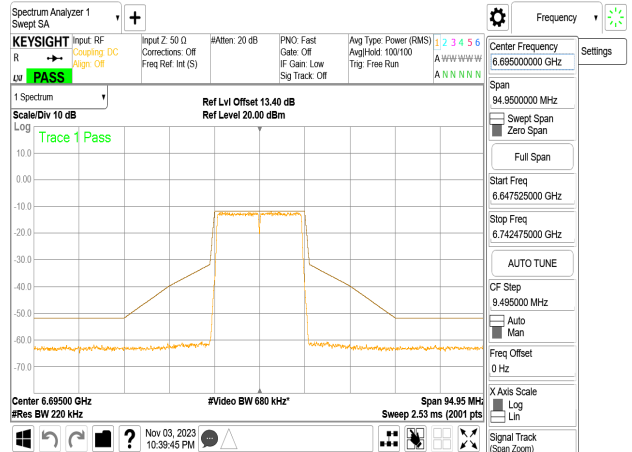 Spectrum Analyzer 1
Swept SA
Frequency
KEYSIGHT
R
LXI
PASS
Input: RF
Coupling: DC
Align: Off
Input Z: 50 Ω
Corrections: Off
Freq Ref: Int (S)
#Atten: 20 dB
PNO: Fast
Gate: Off
IF Gain: Low
Sig Track: Off
Avg Type: Power (RMS)
Avg|Hold: 100/100
Trig: Free Run
1 2 3 4 5 6
A W W W W W
A N N N N N
1 Spectrum
Scale/Div 10 dB
Ref Lvl Offset 13.40 dB
Ref Level 20.00 dBm
Log
Trace 1 Pass
10.0
0.00
-10.0
-20.0
-30.0
-40.0
-50.0
-60.0
-70.0
Center 6.69500 GHz
#Res BW 220 kHz
#Video BW 680 kHz*
Span 94.95 MHz
Sweep 2.53 ms (2001 pts
Nov 03, 2023
10:39:45 PM
Center Frequency
6.695000000 GHz
Settings
Span
94.9500000 MHz
Swept Span
Zero Span
Full Span
Start Freq
6.647525000 GHz
Stop Freq
6.742475000 GHz
AUTO TUNE
CF Step
9.495000 MHz
Auto
Man
Freq Offset
0 Hz
X Axis Scale
Log
Lin
Signal Track
(Span Zoom)